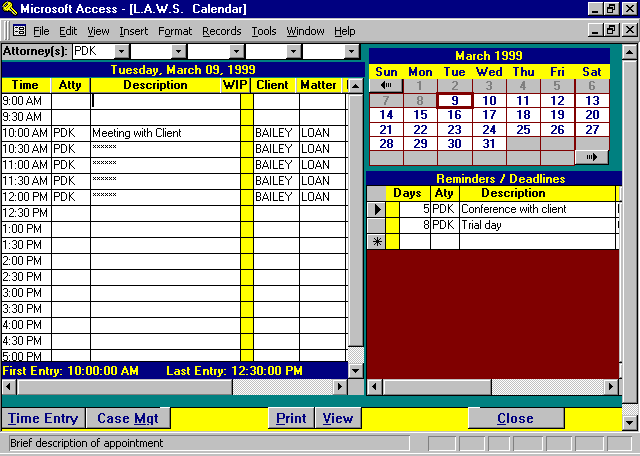 Microsoft Access - [L.A.W.S. Calendar]
File Edit View Insert Format Records Tools Window Help
Attorney(s): PDK
Tuesday, March 09, 1999
Time Atty Description WIP Client Matter
9:00 AM
9:30 AM
10:00 AM PDK Meeting with Client BAILEY LOAN
10:30 AM PDK ****** BAILEY LOAN
11:00 AM PDK ****** BAILEY LOAN
11:30 AM PDK ****** BAILEY LOAN
12:00 PM PDK ****** BAILEY LOAN
12:30 PM
1:00 PM
1:30 PM
2:00 PM
2:30 PM
3:00 PM
3:30 PM
4:00 PM
4:30 PM
5:00 PM
First Entry: 10:00:00 AM Last Entry: 12:30:00 PM
March 1999
Sun Mon Tue Wed Thu Fri Sat
1 2 3 4 5 6
7 8 9 10 11 12 13
14 15 16 17 18 19 20
21 22 23 24 25 26 27
28 29 30 31
Reminders / Deadlines
Days Aty Description
5 PDK Conference with client
8 PDK Trial day
Time Entry Case Mgt Print View Close
Brief description of appointment